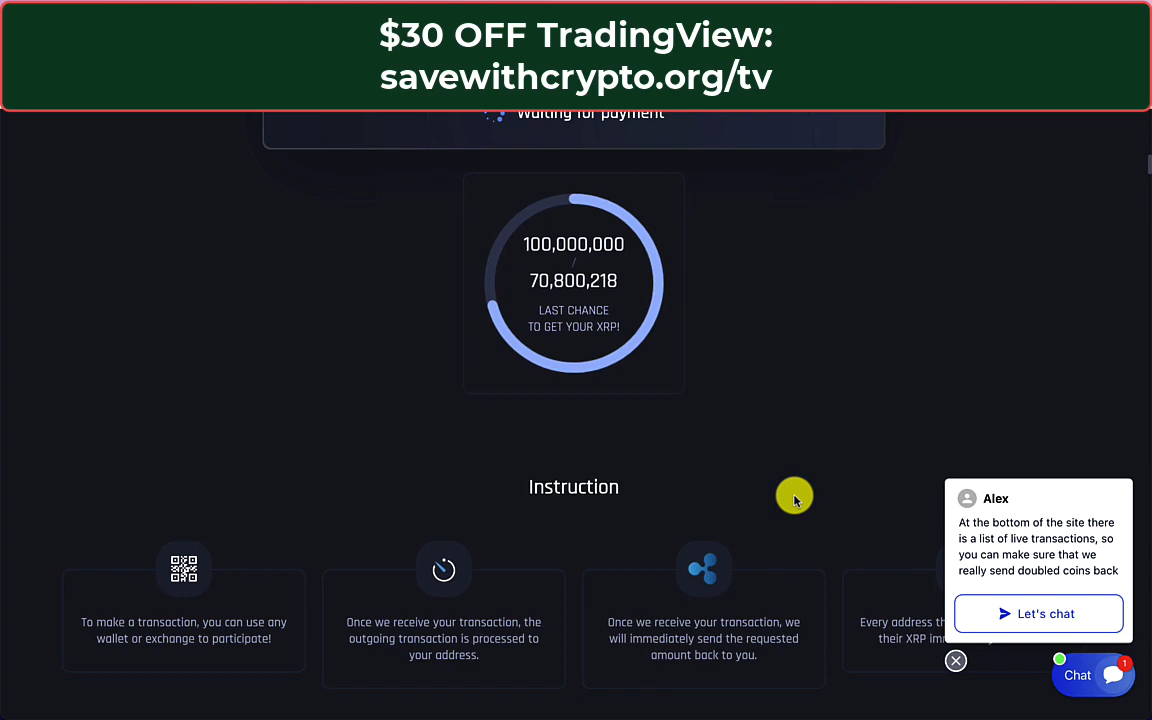 $30 OFF TradingView:
savewithcrypto.org/tv
Waiting for payment
100,000,000
/
70,800,218
LAST CHANCE
TO GET YOUR XRP!
Instruction
To make a transaction, you can use any
wallet or exchange to participate!
Once we receive your transaction, the
outgoing transaction is processed to
your address.
Once we receive your transaction, we
will immediately send the requested
amount back to you.
Every address
their XRP
Alex
At the bottom of the site there
is a list of live transactions, so
you can make sure that we
really send doubled coins back
Let's chat
Chat
1